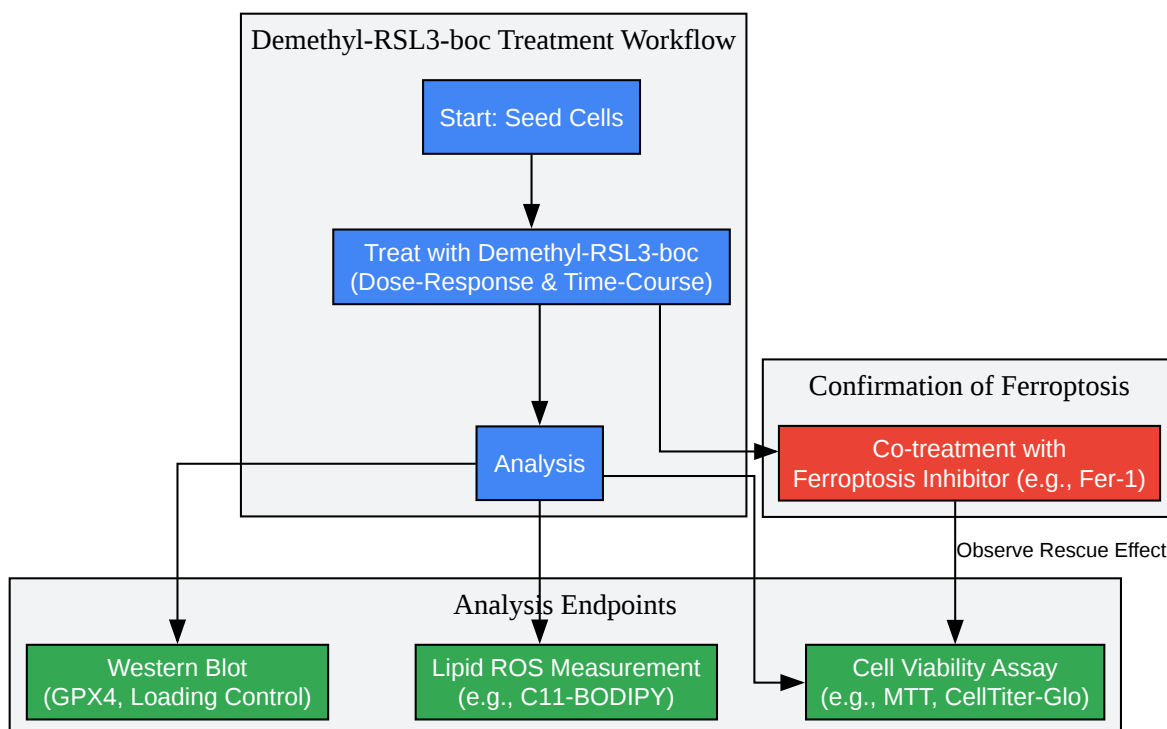 Demethyl-RSL3-boc Treatment Workflow
Start: Seed Cells
Treat with Demethyl-RSL3-boc
(Dose-Response & Time-Course)
Confirmation of Ferroptosis
Analysis
Co-treatment with
Ferroptosis Inhibitor (e.g., Fer-1)
Observe Rescue Effect
Analysis Endpoints
Western Blot
(GPX4, Loading Control)
Lipid ROS Measurement
(e.g., C11-BODIPY)
Cell Viability Assay
(e.g., MTT, CellTiter-Glo)